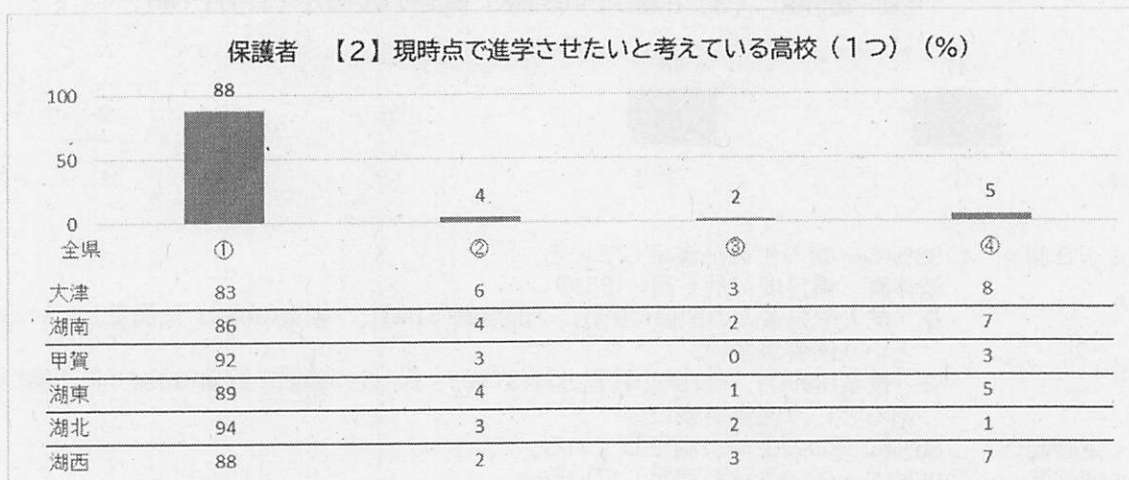 保護者　【2】現時点で進学させたいと考えている高校（1つ）（%）
100
88
50
4
2
5
0
全県 ① ② ③ ④
大津 83 6 3 8
湖南 86 4 2 7
甲賀 92 3 0 3
湖東 89 4 1 5
湖北 94 3 2 1
湖西 88 2 3 7